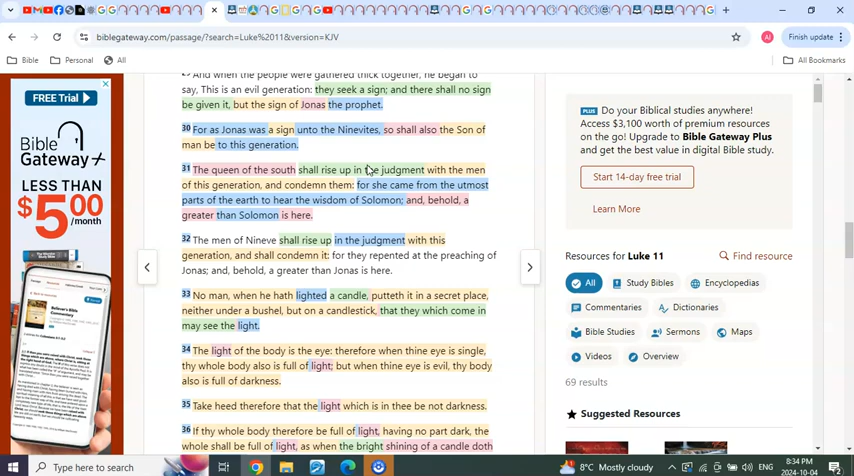 biblegateway.com/passage/?search=Luke%2011&version=KJV
AI
Finish update
Bible
Personal
All
All Bookmarks
FREE Trial
Bible
Gateway+
LESS THAN
$5.00
/month
And when the people were gathered thick together, he began to
say, This is an evil generation: they seek a sign; and there shall no sign
be given it, but the sign of Jonas the prophet.
30 For as Jonas was a sign unto the Ninevites, so shall also the Son of
man be to this generation.
31 The queen of the south shall rise up in the judgment with the men
of this generation, and condemn them: for she came from the utmost
parts of the earth to hear the wisdom of Solomon; and, behold, a
greater than Solomon is here.
32 The men of Nineve shall rise up in the judgment with this
generation, and shall condemn it: for they repented at the preaching of
Jonas; and, behold, a greater than Jonas is here.
33 No man, when he hath lighted a candle, putteth it in a secret place,
neither under a bushel, but on a candlestick, that they which come in
may see the light.
34 The light of the body is the eye: therefore when thine eye is single,
thy whole body also is full of light; but when thine eye is evil, thy body
also is full of darkness.
35 Take heed therefore that the light which is in thee be not darkness.
36 If thy whole body therefore be full of light, having no part dark, the
whole shall be full of light, as when the bright shining of a candle doth
PLUS Do your Biblical studies anywhere!
Access $3,100 worth of premium resources
on the go! Upgrade to Bible Gateway Plus
and get the best value in digital Bible study.
Start 14-day free trial
Learn More
Resources for Luke 11
Find resource
All
Study Bibles
Encyclopedias
Commentaries
Dictionaries
Bible Studies
Sermons
Maps
Videos
Overview
69 results
Suggested Resources
Type here to search
8°C Mostly cloudy
8:34 PM
2024-10-04